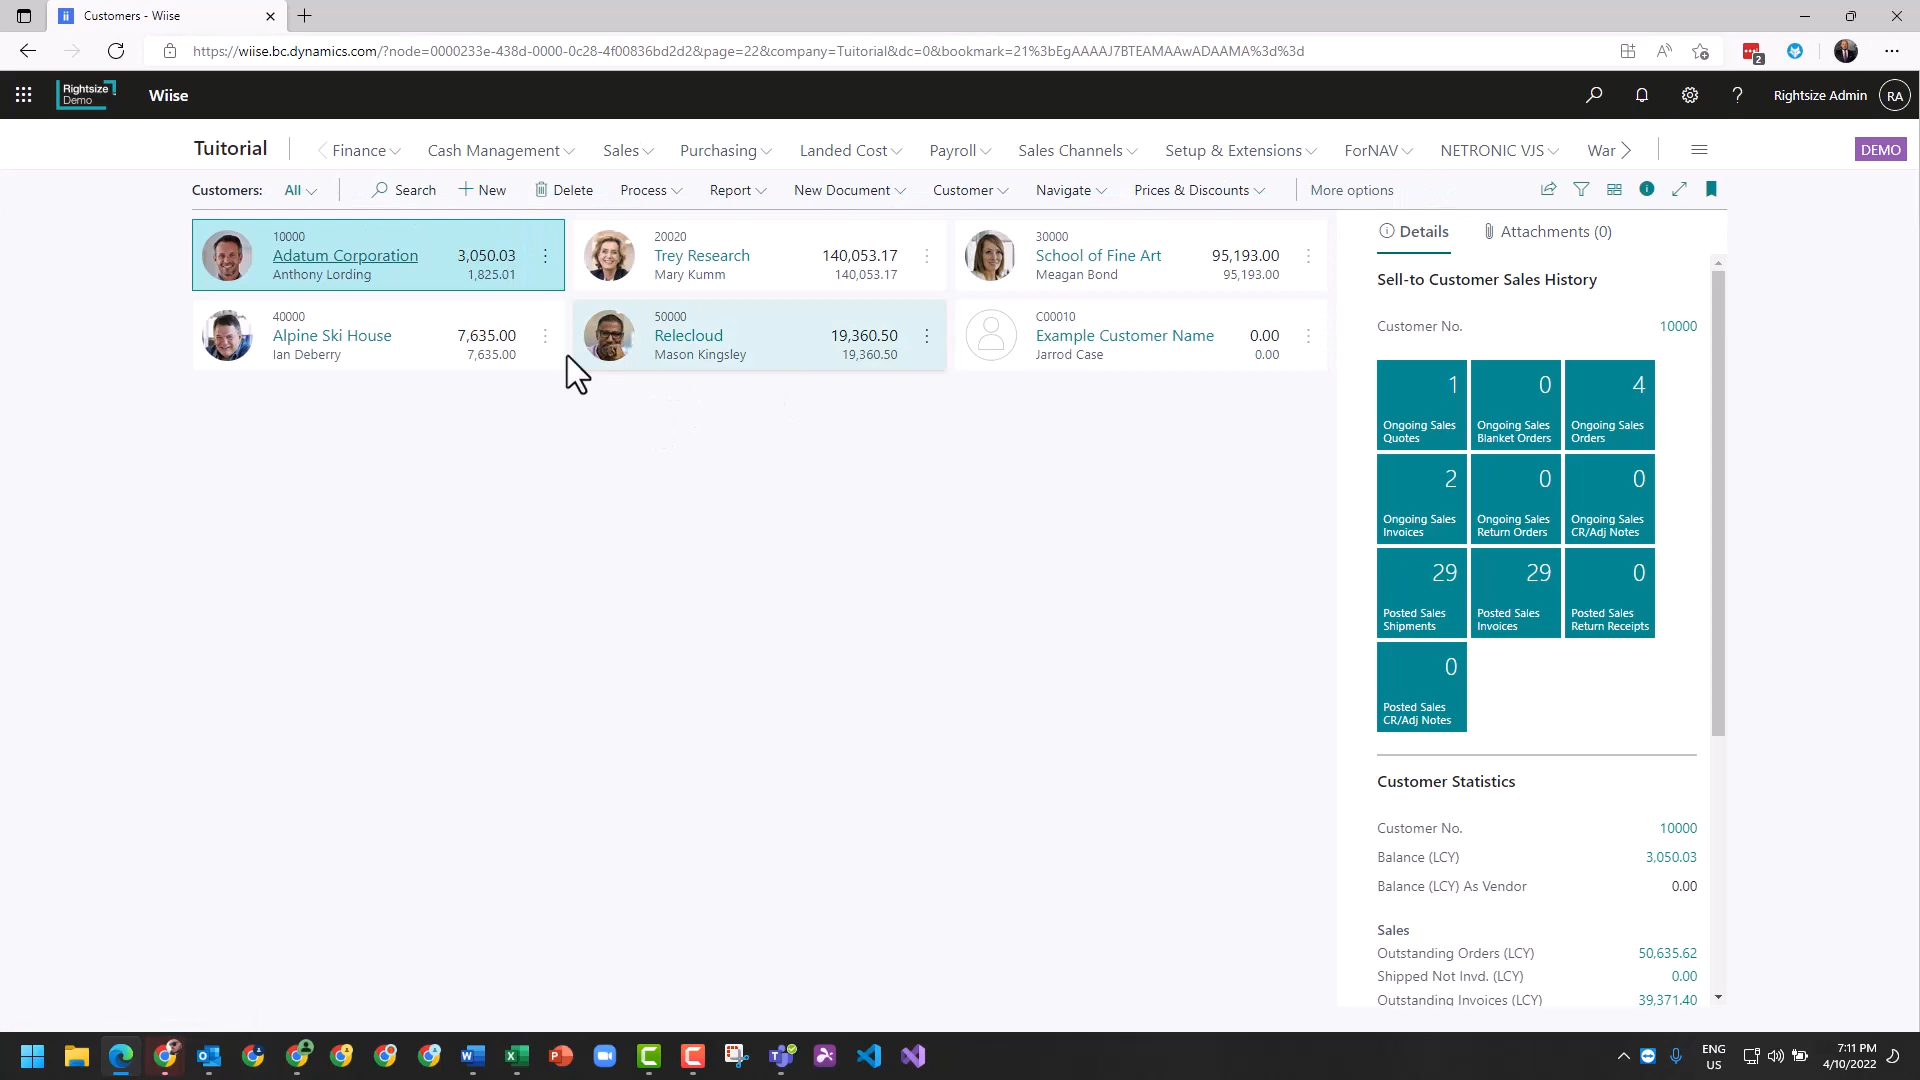 Customers - Wiise
https://wiise.bc.dynamics.com/?node=0000233e-438d-0000-0c28-4f00836bd2d2&page=22&company=Tuitorial&dc=0&bookmark=21%3bEgAAAAJ7BTEAMAAwADAAMA%3d%3d
2
Rightsize Demo
Wiise
Rightsize Admin RA
Tuitorial Finance Cash Management Sales Purchasing Landed Cost Payroll Sales Channels Setup & Extensions ForNAV NETRONIC VJS War DEMO
Customers: All Search New Delete Process Report New Document Customer Navigate Prices & Discounts More options
10000
Adatum Corporation 3,050.03
Anthony Lording 1,825.01
20020
Trey Research 140,053.17
Mary Kumm 140,053.17
30000
School of Fine Art 95,193.00
Meagan Bond 95,193.00
40000
Alpine Ski House 7,635.00
Ian Deberry 7,635.00
50000
Relecloud 19,360.50
Mason Kingsley 19,360.50
C00010
Example Customer Name 0.00
Jarrod Case 0.00
Details Attachments (0)
Sell-to Customer Sales History
Customer No. 10000
1
Ongoing Sales
Quotes
0
Ongoing Sales
Blanket Orders
4
Ongoing Sales
Orders
2
Ongoing Sales
Invoices
0
Ongoing Sales
Return Orders
0
Ongoing Sales
CR/Adj Notes
29
Posted Sales
Shipments
29
Posted Sales
Invoices
0
Posted Sales
Return Receipts
0
Posted Sales
CR/Adj Notes
Customer Statistics
Customer No. 10000
Balance (LCY) 3,050.03
Balance (LCY) As Vendor 0.00
Sales
Outstanding Orders (LCY) 50,635.62
Shipped Not Invd. (LCY) 0.00
Outstanding Invoices (LCY) 39,371.40
ENG
US
7:11 PM
4/10/2022